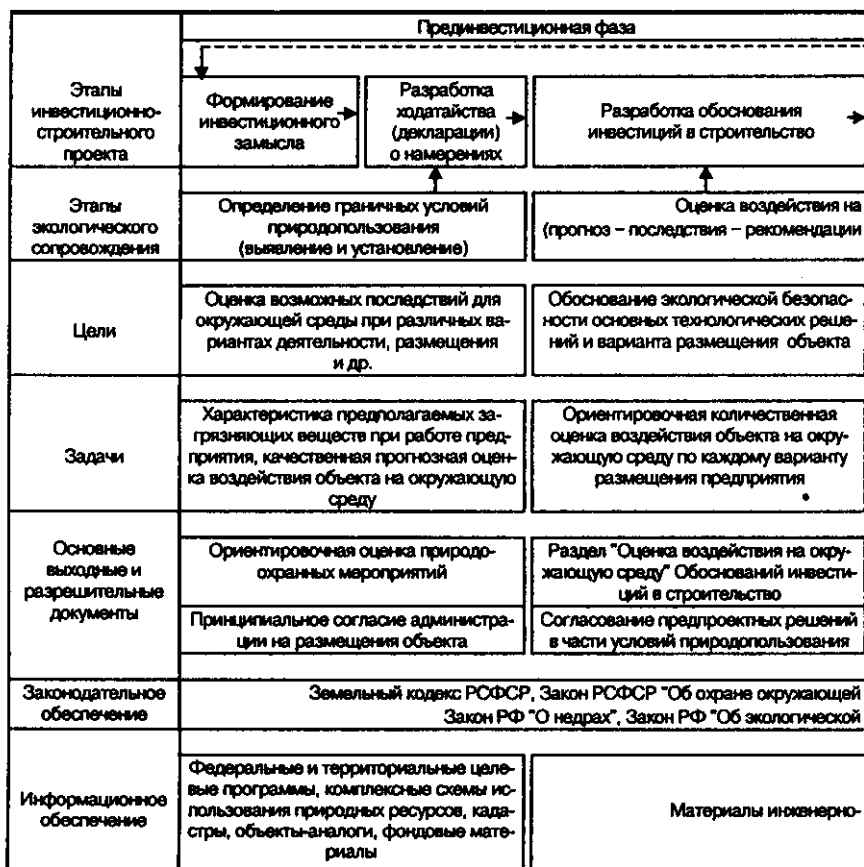 Прединвестиционная фаза
Этапы
инвестиционно-
строительного
проекта
Формирование
инвестиционного
замысла
Разработка
ходатайства
(декларации)
о намерениях
Разработка обоснования
инвестиций в строительство
Этапы
экологического
сопровождения
Определение граничных условий
природопользования
(выявление и установление)
Оценка воздействия на
(прогноз – последствия – рекомендации
Цели
Оценка возможных последствий для
окружающей среды при различных ва-
риантах деятельности, размещения
и др.
Обоснование экологической безопас-
ности основных технологических реше-
ний и варианта размещения объекта
Задачи
Характеристика предполагаемых за-
грязняющих веществ при работе пред-
приятия, качественная прогнозная оцен-
ка воздействия объекта на окружающую
среду
Ориентировочная количественная
оценка воздействия объекта на окру-
жающую среду по каждому варианту
размещения предприятия
Основные
выходные и
разрешительные
документы
Ориентировочная оценка природо-
охранных мероприятий
Раздел "Оценка воздействия на окру-
жающую среду" Обоснований инвести-
ций в строительство
Принципиальное согласие администра-
ции на размещения объекта
Согласование предпроектных решений
в части условий природопользования
Законодательное
обеспечение
Земельный кодекс РСФСР, Закон РСФСР "Об охране окружающей
Закон РФ "О недрах", Закон РФ "Об экологической
Информационное
обеспечение
Федеральные и территориальные целе-
вые программы, комплексные схемы ис-
пользования природных ресурсов, када-
стры, объекты-аналоги, фондовые мате-
риалы
Материалы инженерно-